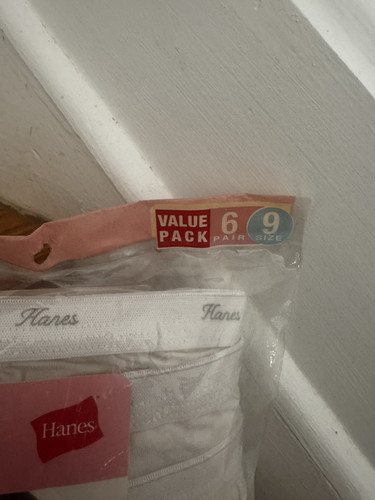 VALUE PACK
6 PAIR
9 SIZE
Hanes
Hanes
Hanes